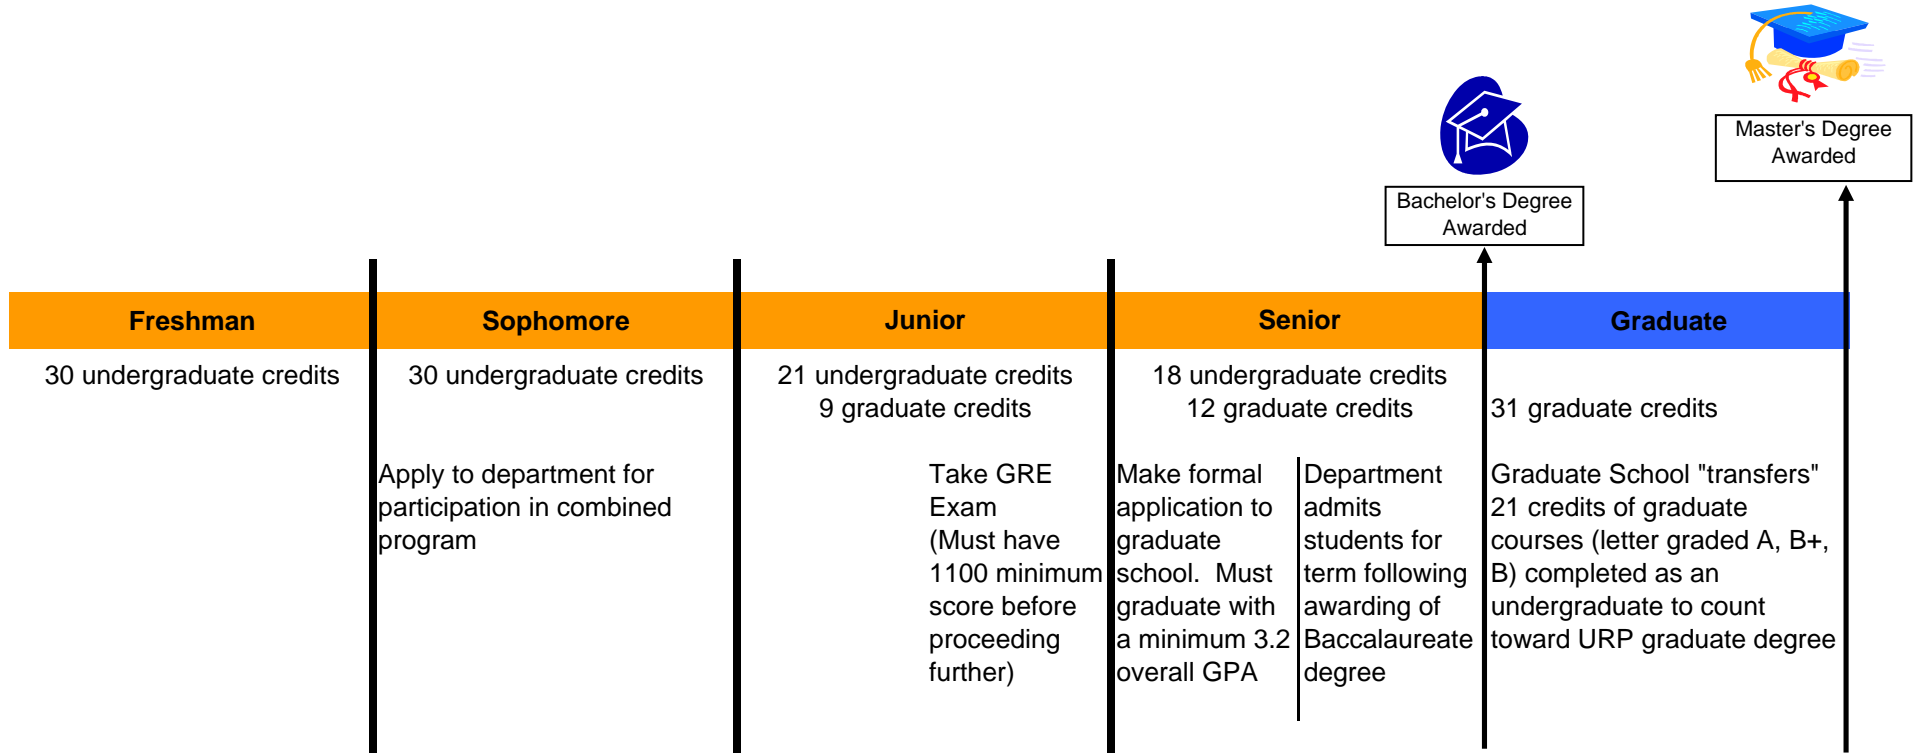 Master's Degree
Awarded
Bachelor's Degree
Awarded
Freshman
Sophomore
Junior
Senior
Graduate
30 undergraduate credits
30 undergraduate credits
21 undergraduate credits
9 graduate credits
18 undergraduate credits
12 graduate credits
31 graduate credits
Apply to department for
participation in combined
program
Take GRE
Exam
(Must have
1100 minimum
score before
proceeding
further)
Make formal
application to
graduate
school.  Must
graduate with
a minimum 3.2
overall GPA
Department
admits
students for
term following
awarding of
Baccalaureate
degree
Graduate School "transfers"
21 credits of graduate
courses (letter graded A, B+,
B) completed as an
undergraduate to count
toward URP graduate degree